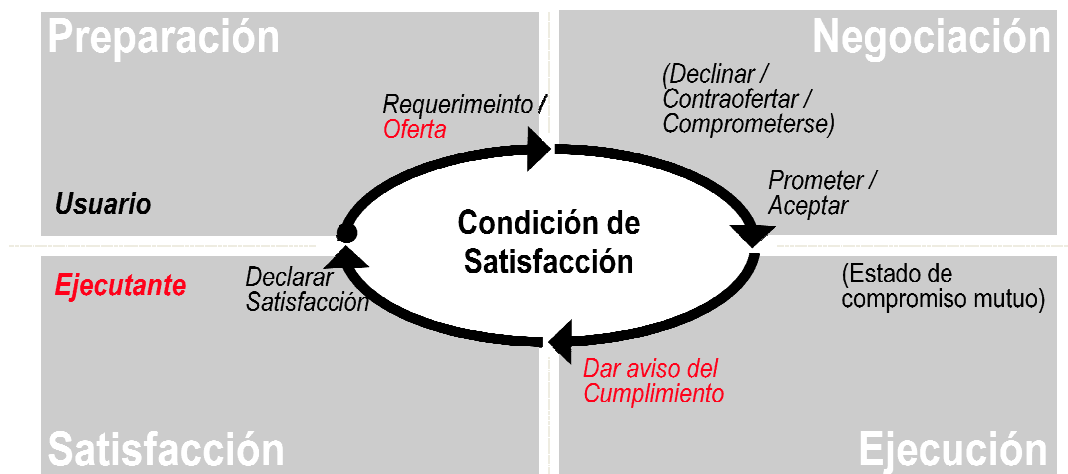 Preparación
Negociación
Requerimeinto /
Oferta
(Declinar /
Contraofertar /
Comprometerse)
Usuario
Prometer /
Aceptar
Condición de
Satisfacción
Ejecutante
Declarar
Satisfacción
(Estado de
compromiso mutuo)
Dar aviso del
Cumplimiento
Satisfacción
Ejecución